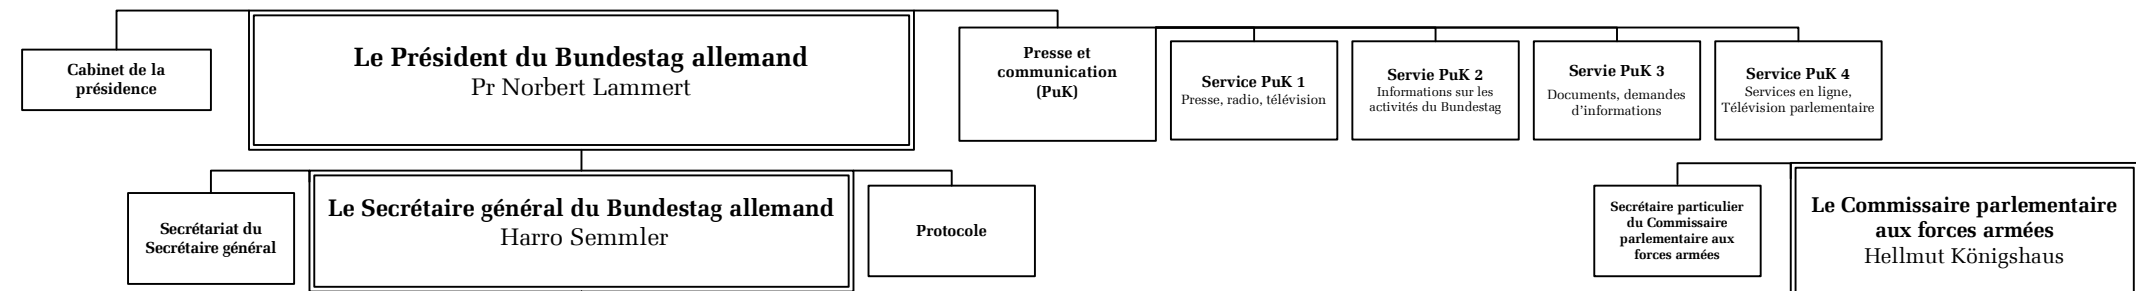 Cabinet de la
présidence
Le Président du Bundestag allemand
Pr Norbert Lammert
Presse et
communication
(PuK)
Service PuK 1
Presse, radio, télévision
Servie PuK 2
Informations sur les
activités du Bundestag
Servie PuK 3
Documents, demandes
d’informations
Service PuK 4
Services en ligne,
Télévision parlementaire
Secrétariat du
Secrétaire général
Le Secrétaire général du Bundestag allemand
Harro Semmler
Protocole
Secrétaire particulier
du Commissaire
parlementaire aux
forces armées
Le Commissaire parlementaire
aux forces armées
Hellmut Königshaus